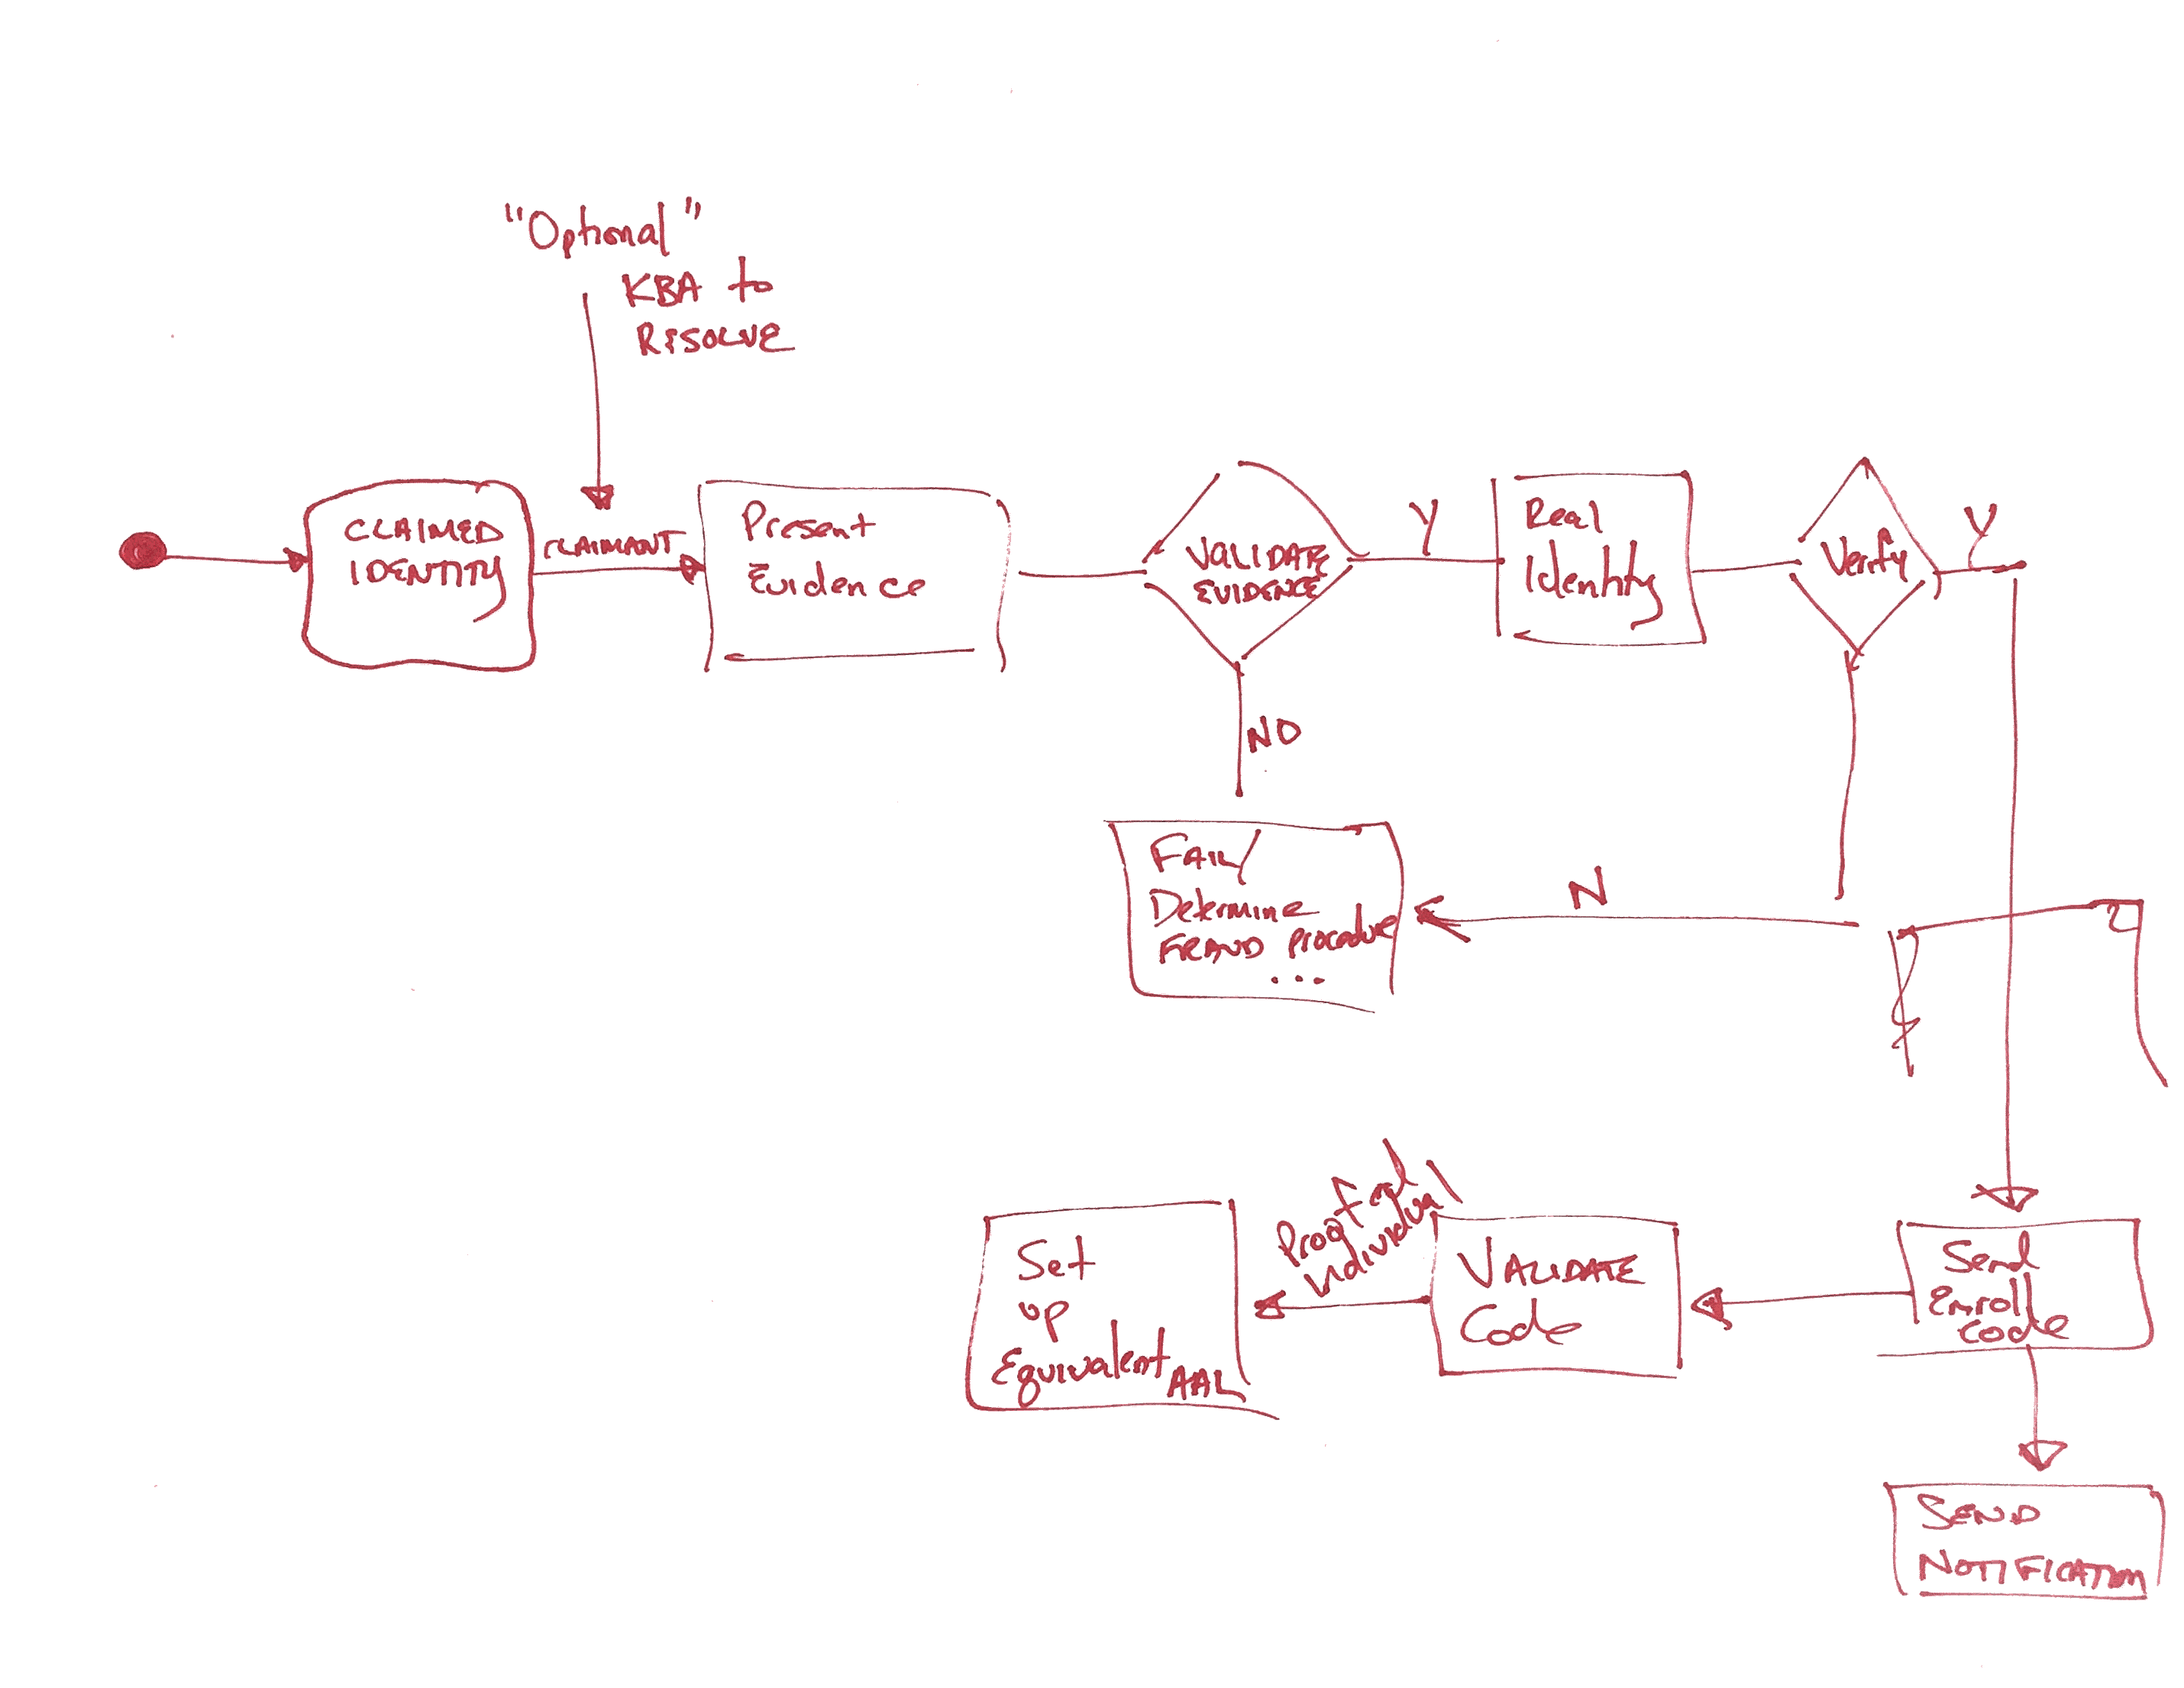 "Optional"
KBA to
RESOLVE
CLAIMED
IDENTITY
CLAIMANT
Present
Evidence
VALIDATE
EVIDENCE
Y
Real
Identity
Verify
Y
NO
FAIL/
Determine
FRAUD Procedure
...
N
Set
up
Equivalent
AAL
Proofed
Individual
VALIDATE
Code
Send
Enroll
code
SEND
NOTIFICATION